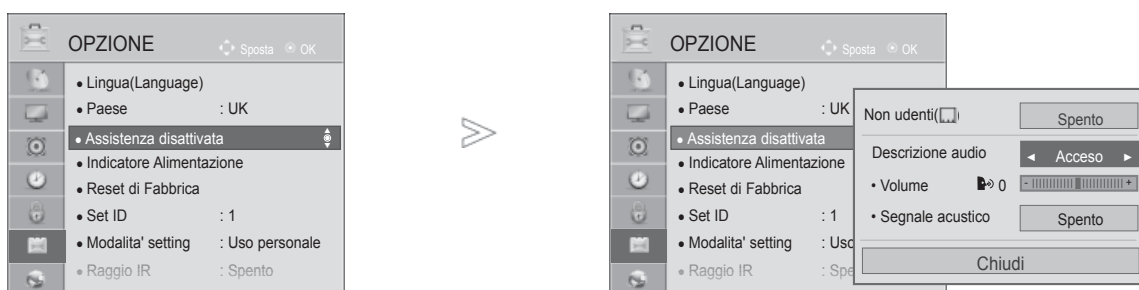 OPZIONE Sposta OK
• Lingua(Language)
• Paese : UK
• Assistenza disattivata
• Indicatore Alimentazione
• Reset di Fabbrica
• Set ID : 1
• Modalita' setting : Uso personale
• Raggio IR : Spento
OPZIONE Sposta OK
• Lingua(Language)
• Paese : UK
• Assistenza disattivata
• Indicatore Alimentazione
• Reset di Fabbrica
• Set ID : 1
• Modalita' setting : Uso
• Raggio IR : Spe
Non udenti( ) Spento
Descrizione audio ◄ Acceso ►
• Volume 0 - +
• Segnale acustico Spento
Chiudi